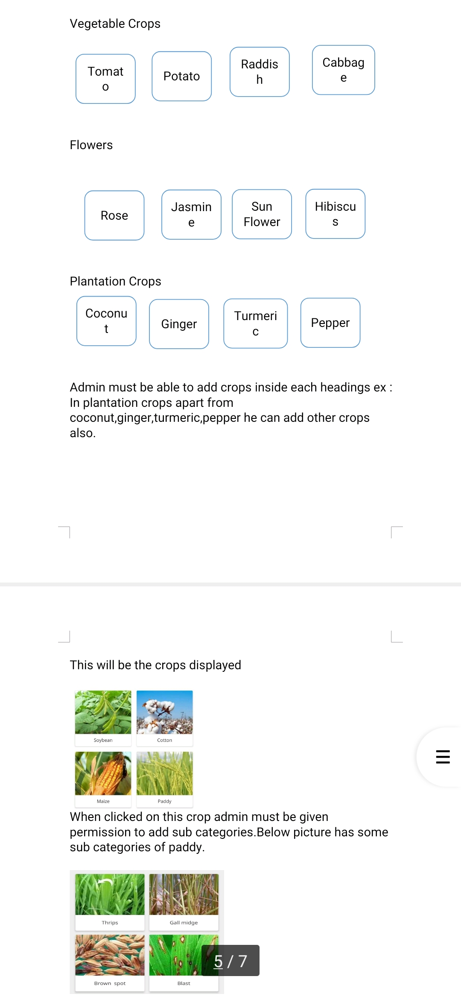 Vegetable Crops
Tomat
o
Potato
Raddis
h
Cabbag
e
Flowers
Rose
Jasmin
e
Sun
Flower
Hibiscu
s
Plantation Crops
Coconu
t
Ginger
Turmeri
c
Pepper
Admin must be able to add crops inside each headings ex :
In plantation crops apart from
coconut,ginger,turmeric,pepper he can add other crops
also.
This will be the crops displayed
Soybean
Cotton
Maize
Paddy
When clicked on this crop admin must be given
permission to add sub categories.Below picture has some
sub categories of paddy.
Thrips
Gall midge
Brown spot
Blast
5 / 7